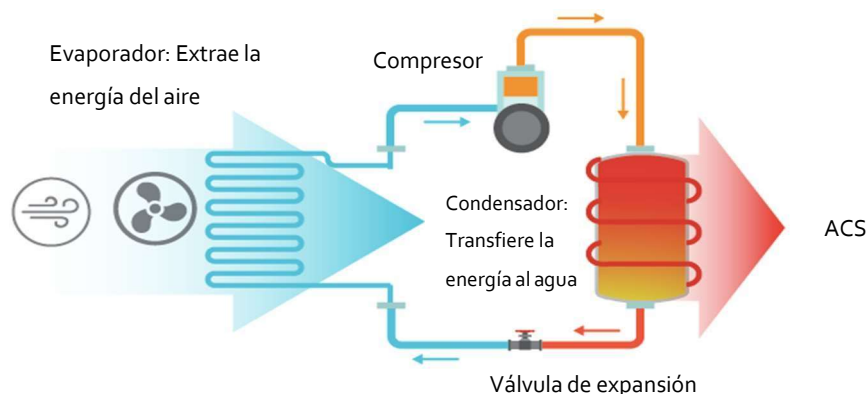 Evaporador: Extrae la
energía del aire
Compresor
Condensador:
Transfiere la
energía al agua
ACS
Válvula de expansión